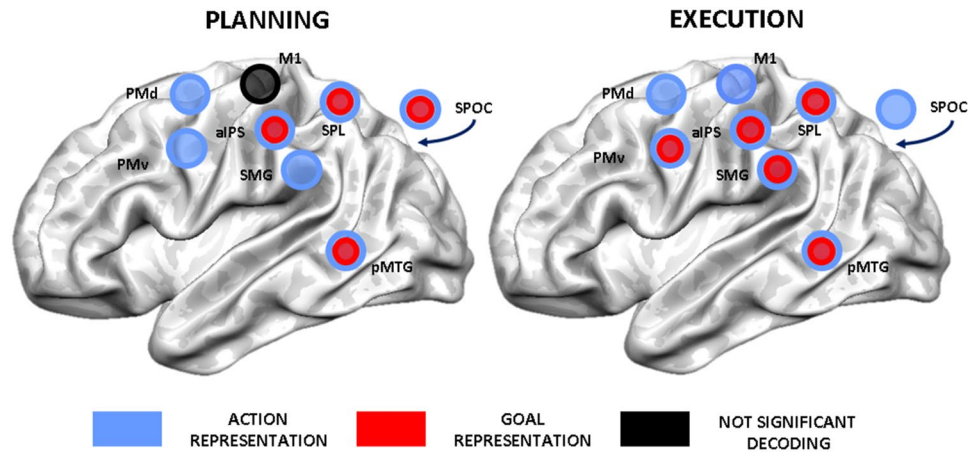 PLANNING
M1
PMd
PMv
aIPS
SPL
SPOC
SMG
pMTG
EXECUTION
M1
PMd
PMv
aIPS
SPL
SPOC
SMG
pMTG
ACTION
REPRESENTATION
GOAL
REPRESENTATION
NOT SIGNIFICANT
DECODING